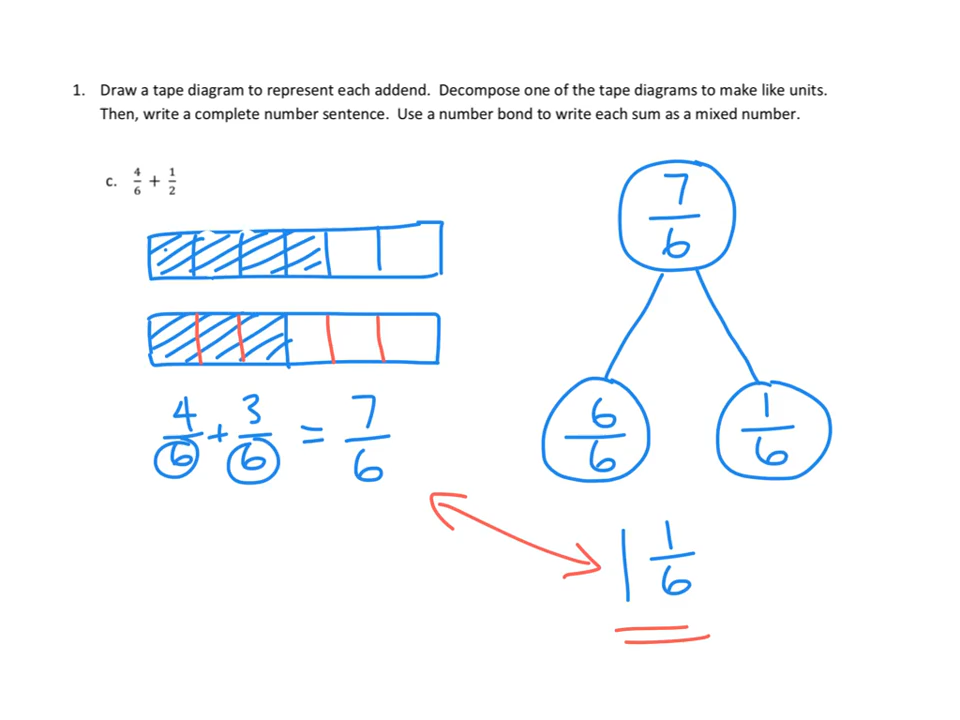 1. Draw a tape diagram to represent each addend. Decompose one of the tape diagrams to make like units.
Then, write a complete number sentence. Use a number bond to write each sum as a mixed number.
c. 4/6 + 1/2
7/6
4/6 + 3/6 = 7/6
6/6
1/6
1 1/6